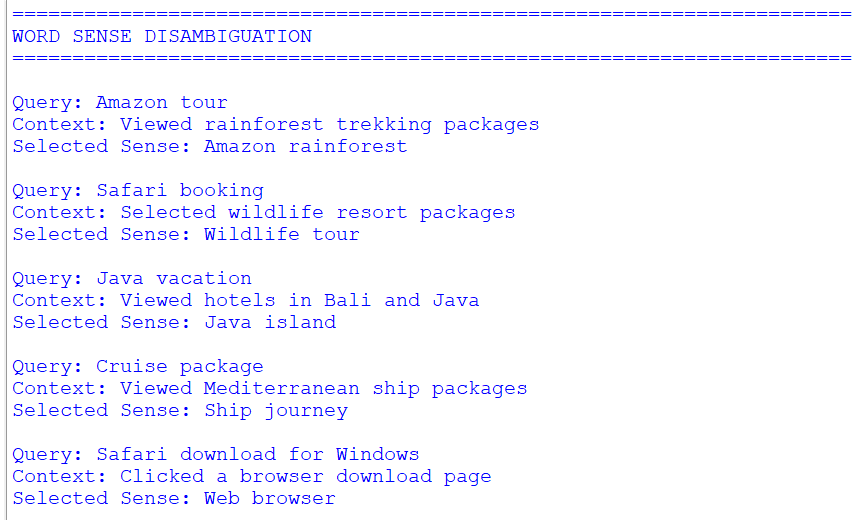 ======================================================================
WORD SENSE DISAMBIGUATION
======================================================================
Query: Amazon tour
Context: Viewed rainforest trekking packages
Selected Sense: Amazon rainforest
Query: Safari booking
Context: Selected wildlife resort packages
Selected Sense: Wildlife tour
Query: Java vacation
Context: Viewed hotels in Bali and Java
Selected Sense: Java island
Query: Cruise package
Context: Viewed Mediterranean ship packages
Selected Sense: Ship journey
Query: Safari download for Windows
Context: Clicked a browser download page
Selected Sense: Web browser